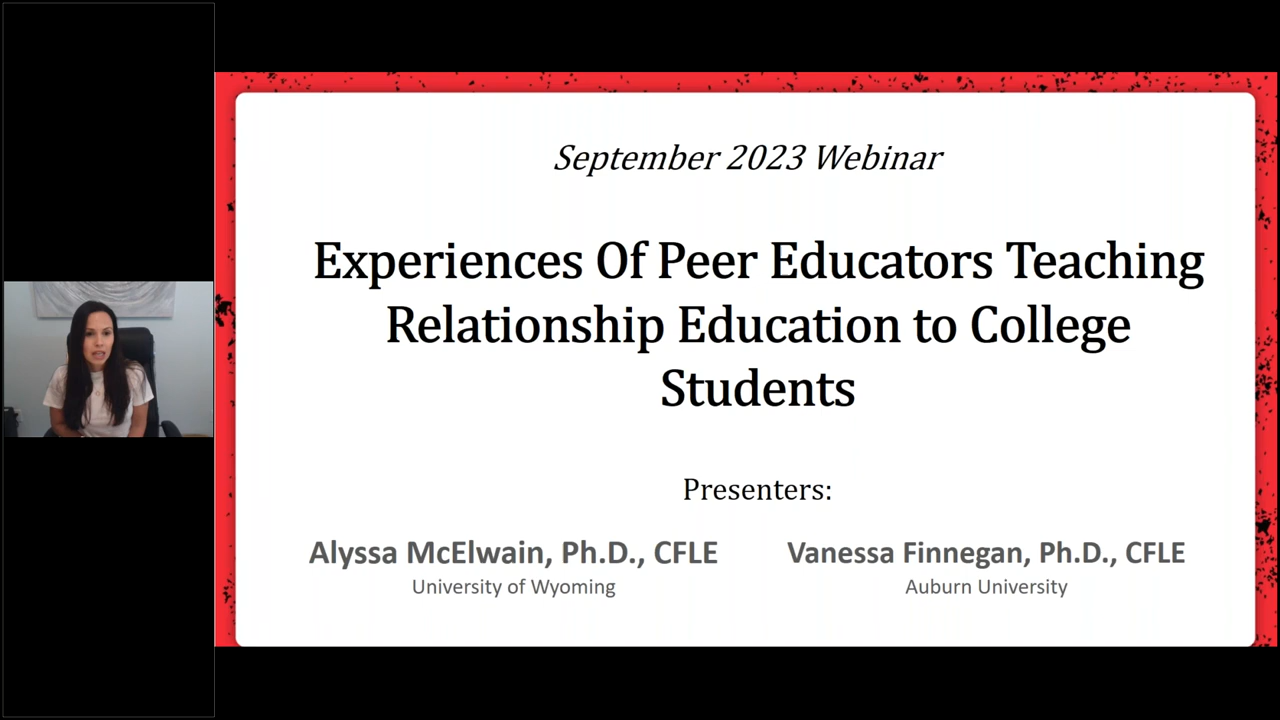 September 2023 Webinar
Experiences Of Peer Educators Teaching
Relationship Education to College
Students
Presenters:
Alyssa McElwain, Ph.D., CFLE
University of Wyoming
Vanessa Finnegan, Ph.D., CFLE
Auburn University